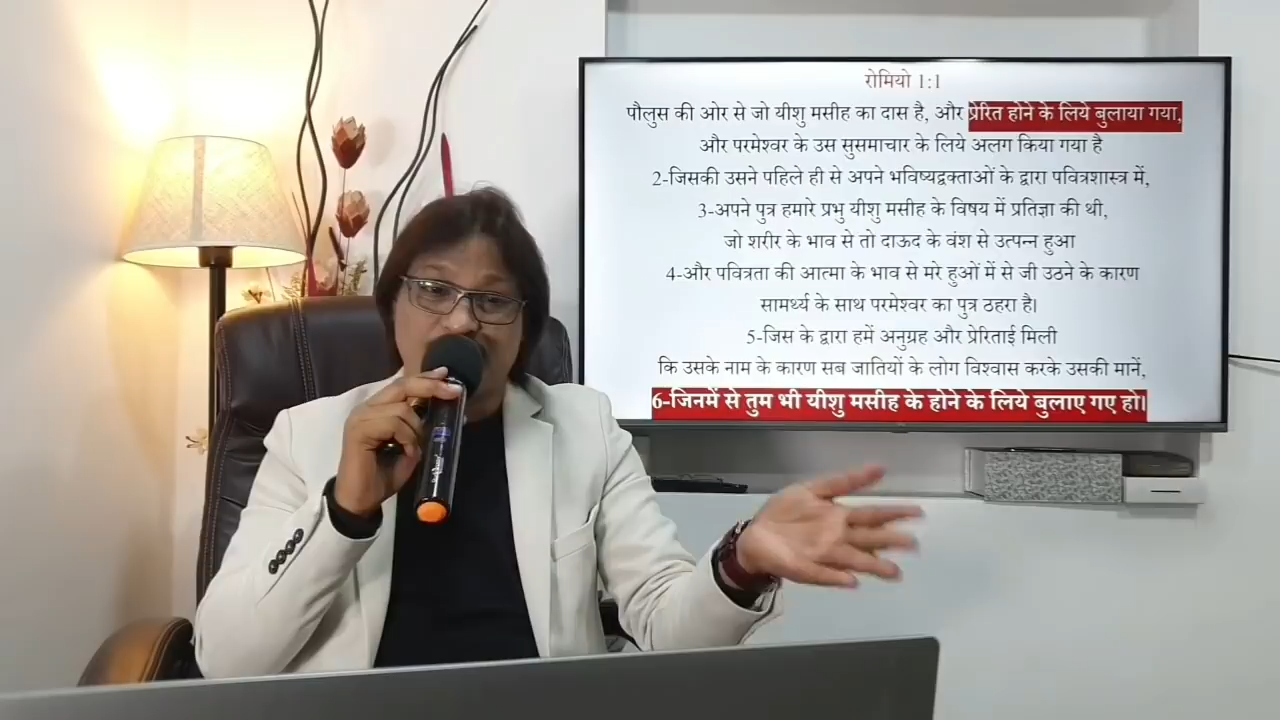 रोमियो 1:1
पौलुस की ओर से जो यीशु मसीह का दास है, और प्रेरित होने के लिये बुलाया गया,
और परमेश्वर के उस सुसमाचार के लिये अलग किया गया है
2-जिसकी उसने पहिले ही से अपने भविष्यद्वक्ताओं के द्वारा पवित्रशास्त्र में,
3-अपने पुत्र हमारे प्रभु यीशु मसीह के विषय में प्रतिज्ञा की थी,
जो शरीर के भाव से तो दाऊद के वंश से उत्पन्न हुआ
4-और पवित्रता की आत्मा के भाव से मरे हुओं में से जी उठने के कारण
सामर्थ्य के साथ परमेश्वर का पुत्र ठहरा है।
5-जिस के द्वारा हमें अनुग्रह और प्रेरिताई मिली
कि उसके नाम के कारण सब जातियों के लोग विश्वास करके उसकी मानें,
6-जिनमें से तुम भी यीशु मसीह के होने के लिये बुलाए गए हो।